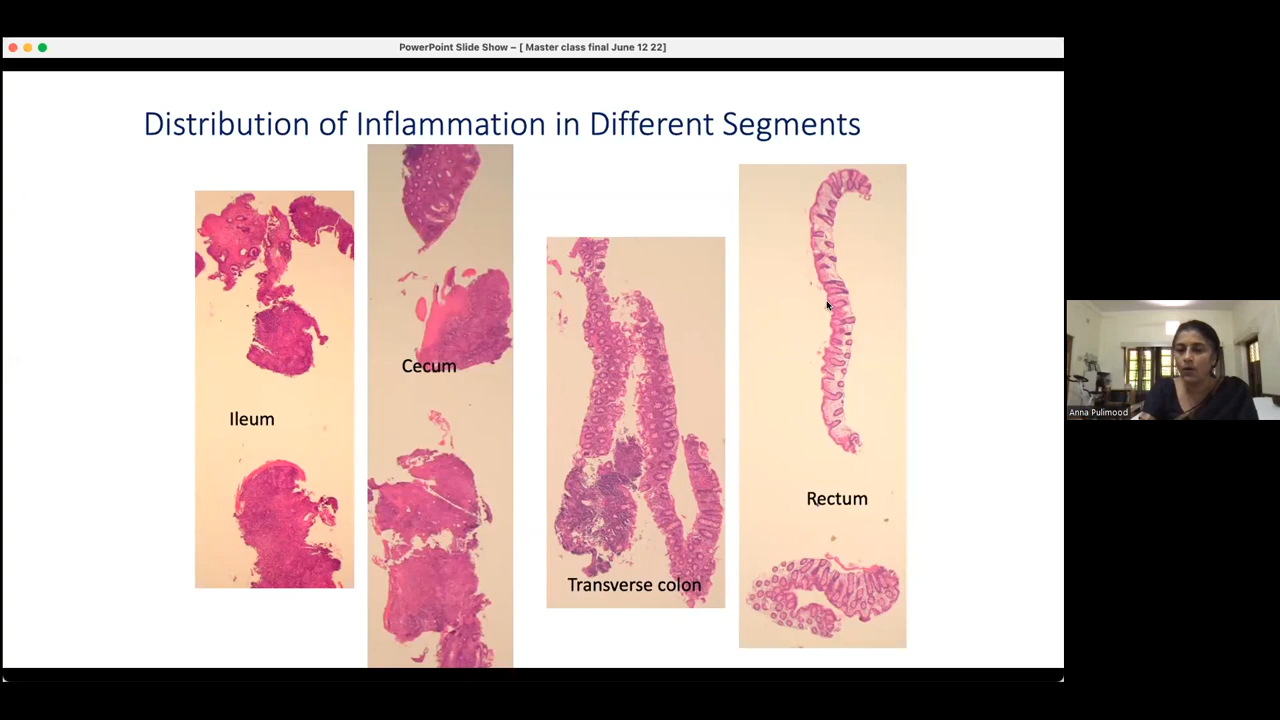 PowerPoint Slide Show – [ Master class final June 12 22]
Distribution of Inflammation in Different Segments
Ileum
Cecum
Transverse colon
Rectum
Anna Pulimood